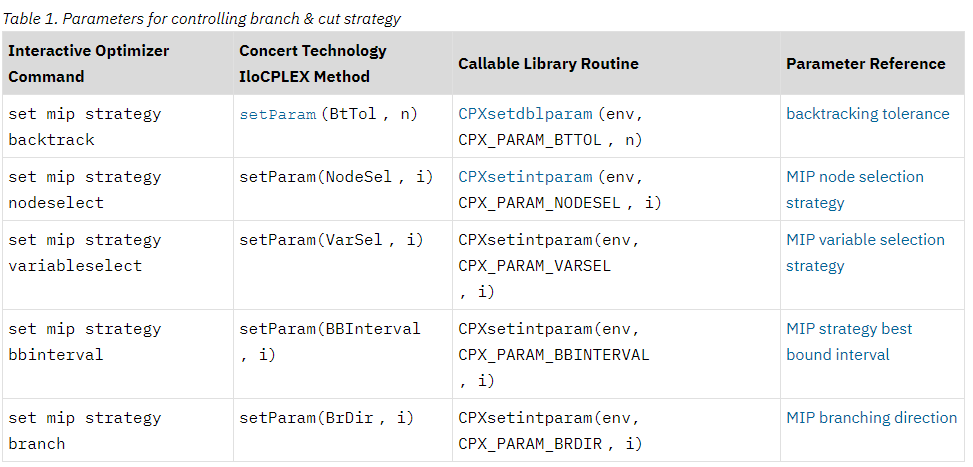 Table 1. Parameters for controlling branch & cut strategy
Interactive Optimizer
Command
Concert Technology
IloCPLEX Method
Callable Library Routine
Parameter Reference
set mip strategy
backtrack
setParam (BtTol , n)
CPXsetdblparam (env,
CPX_PARAM_BTTOL , n)
backtracking tolerance
set mip strategy
nodeselect
setParam(NodeSel , i)
CPXsetintparam (env,
CPX_PARAM_NODESEL , i)
MIP node selection
strategy
set mip strategy
variableselect
setParam(VarSel , i)
CPXsetintparam(env,
CPX_PARAM_VARSEL
, i)
MIP variable selection
strategy
set mip strategy
bbinterval
setParam(BBInterval
, i)
CPXsetintparam(env,
CPX_PARAM_BBINTERVAL
, i)
MIP strategy best
bound interval
set mip strategy
branch
setParam(BrDir , i)
CPXsetintparam(env,
CPX_PARAM_BRDIR , i)
MIP branching direction